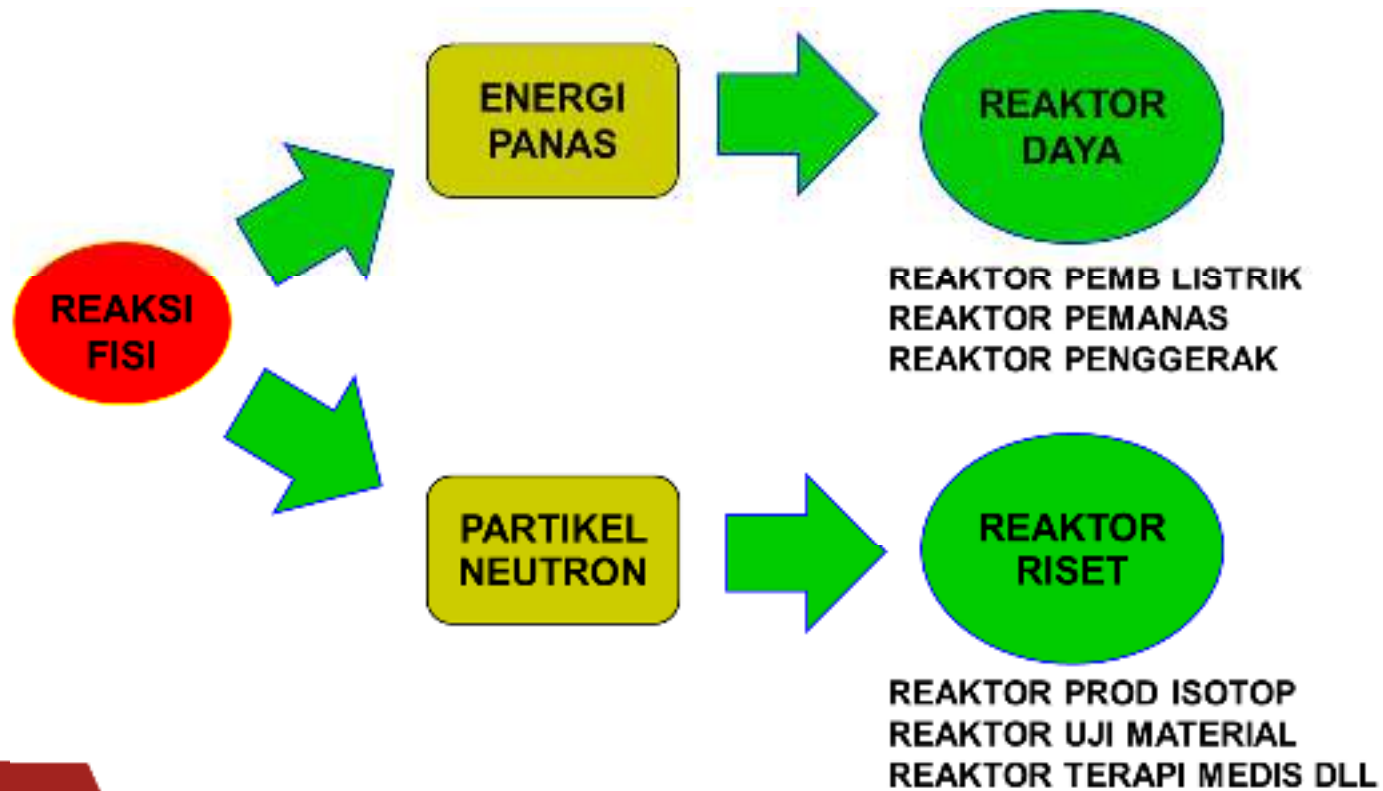 REAKSI
FISI
ENERGI
PANAS
REAKTOR
DAYA
REAKTOR PEMB LISTRIK
REAKTOR PEMANAS
REAKTOR PENGGERAK
PARTIKEL
NEUTRON
REAKTOR
RISET
REAKTOR PROD ISOTOP
REAKTOR UJI MATERIAL
REAKTOR TERAPI MEDIS DLL